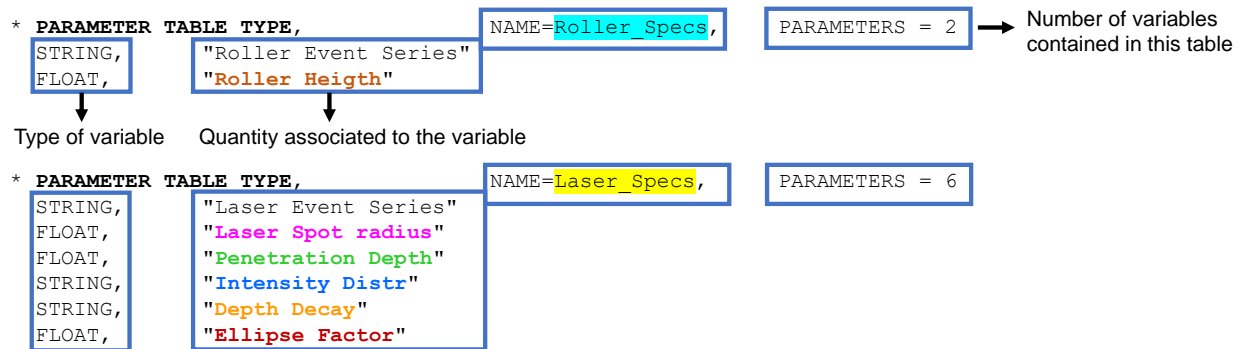 * PARAMETER TABLE TYPE, NAME=Roller_Specs, PARAMETERS = 2 Number of variables
contained in this table
STRING, "Roller Event Series"
FLOAT, "Roller Heigth"
Type of variable Quantity associated to the variable
* PARAMETER TABLE TYPE, NAME=Laser_Specs, PARAMETERS = 6
STRING, "Laser Event Series"
FLOAT, "Laser Spot radius"
FLOAT, "Penetration Depth"
STRING, "Intensity Distr"
STRING, "Depth Decay"
FLOAT, "Ellipse Factor"